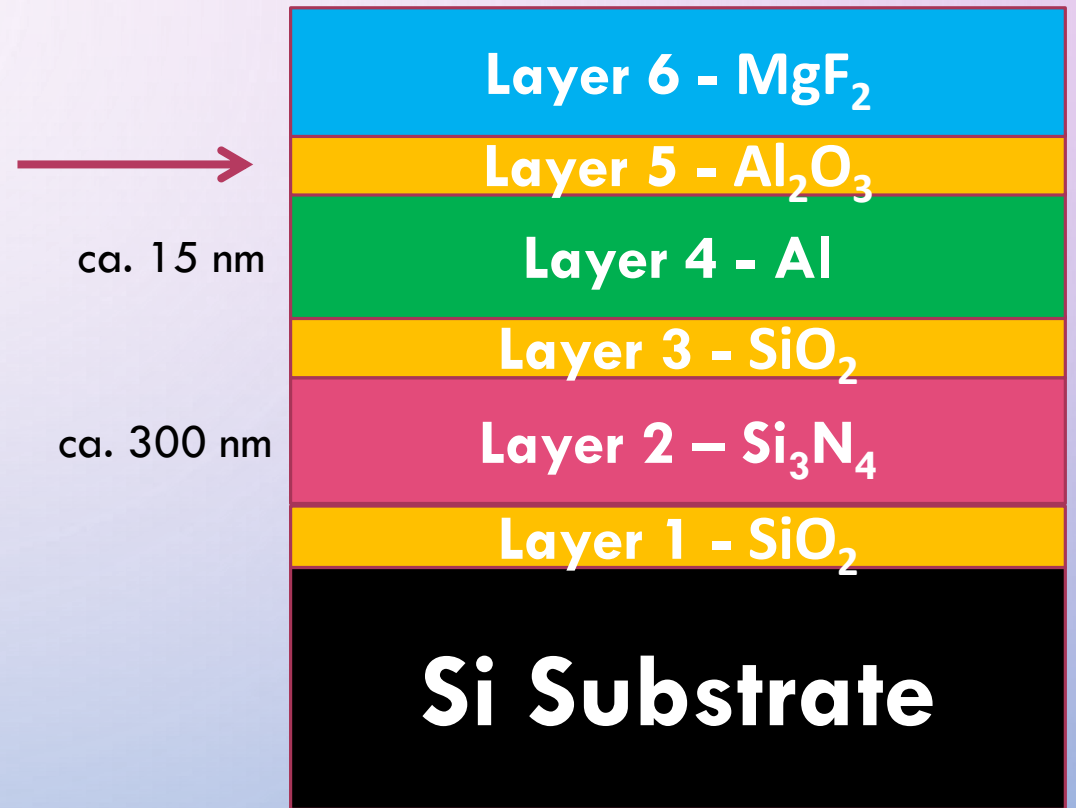 Layer 6 - MgF₂
Layer 5 - Al₂O₃
ca. 15 nm
Layer 4 - Al
Layer 3 - SiO₂
ca. 300 nm
Layer 2 – Si₃N₄
Layer 1 - SiO₂
Si Substrate